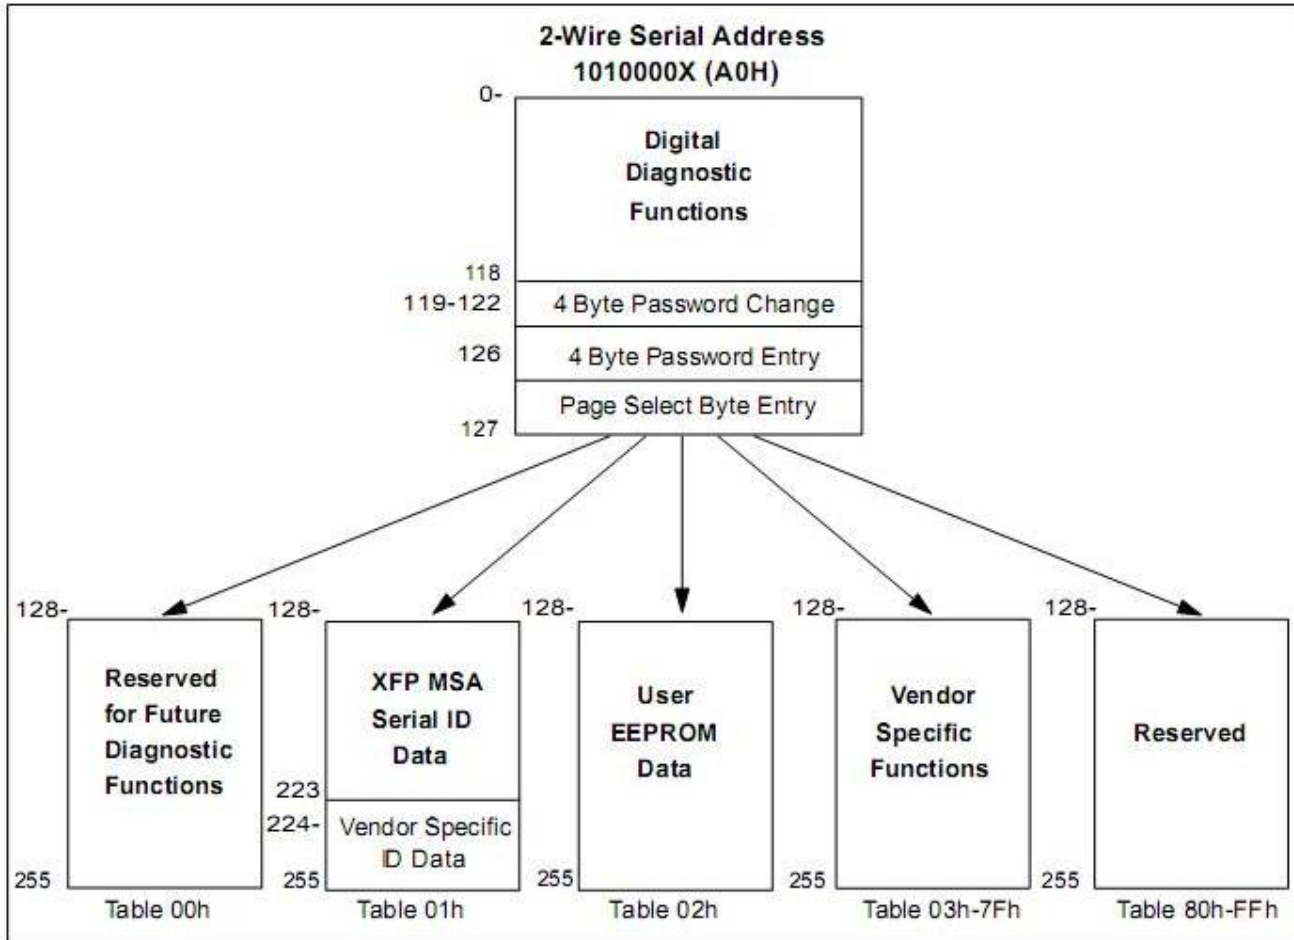 2-Wire Serial Address
1010000X (A0H)
0-
Digital
Diagnostic
Functions
118
119-122
4 Byte Password Change
126
4 Byte Password Entry
Page Select Byte Entry
127
128-
Reserved
for Future
Diagnostic
Functions
255
Table 00h
128-
XFP MSA
Serial ID
Data
223
224-
Vendor Specific
ID Data
255
Table 01h
128-
User
EEPROM
Data
255
Table 02h
128-
Vendor
Specific
Functions
255
Table 03h-7Fh
128-
Reserved
255
Table 80h-FFh